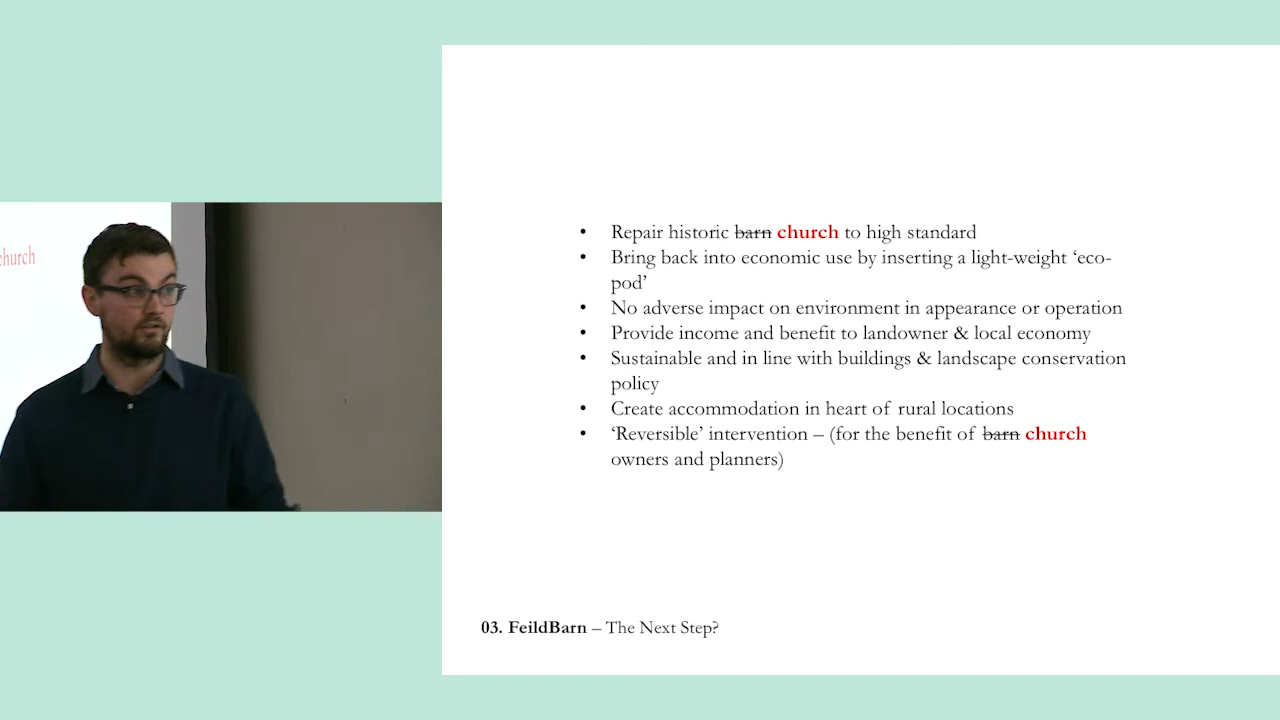 church
• Repair historic barn church to high standard
• Bring back into economic use by inserting a light-weight ‘eco-
pod’
• No adverse impact on environment in appearance or operation
• Provide income and benefit to landowner & local economy
• Sustainable and in line with buildings & landscape conservation
policy
• Create accommodation in heart of rural locations
• ‘Reversible’ intervention – (for the benefit of barn church
owners and planners)
03. FeildBarn – The Next Step?